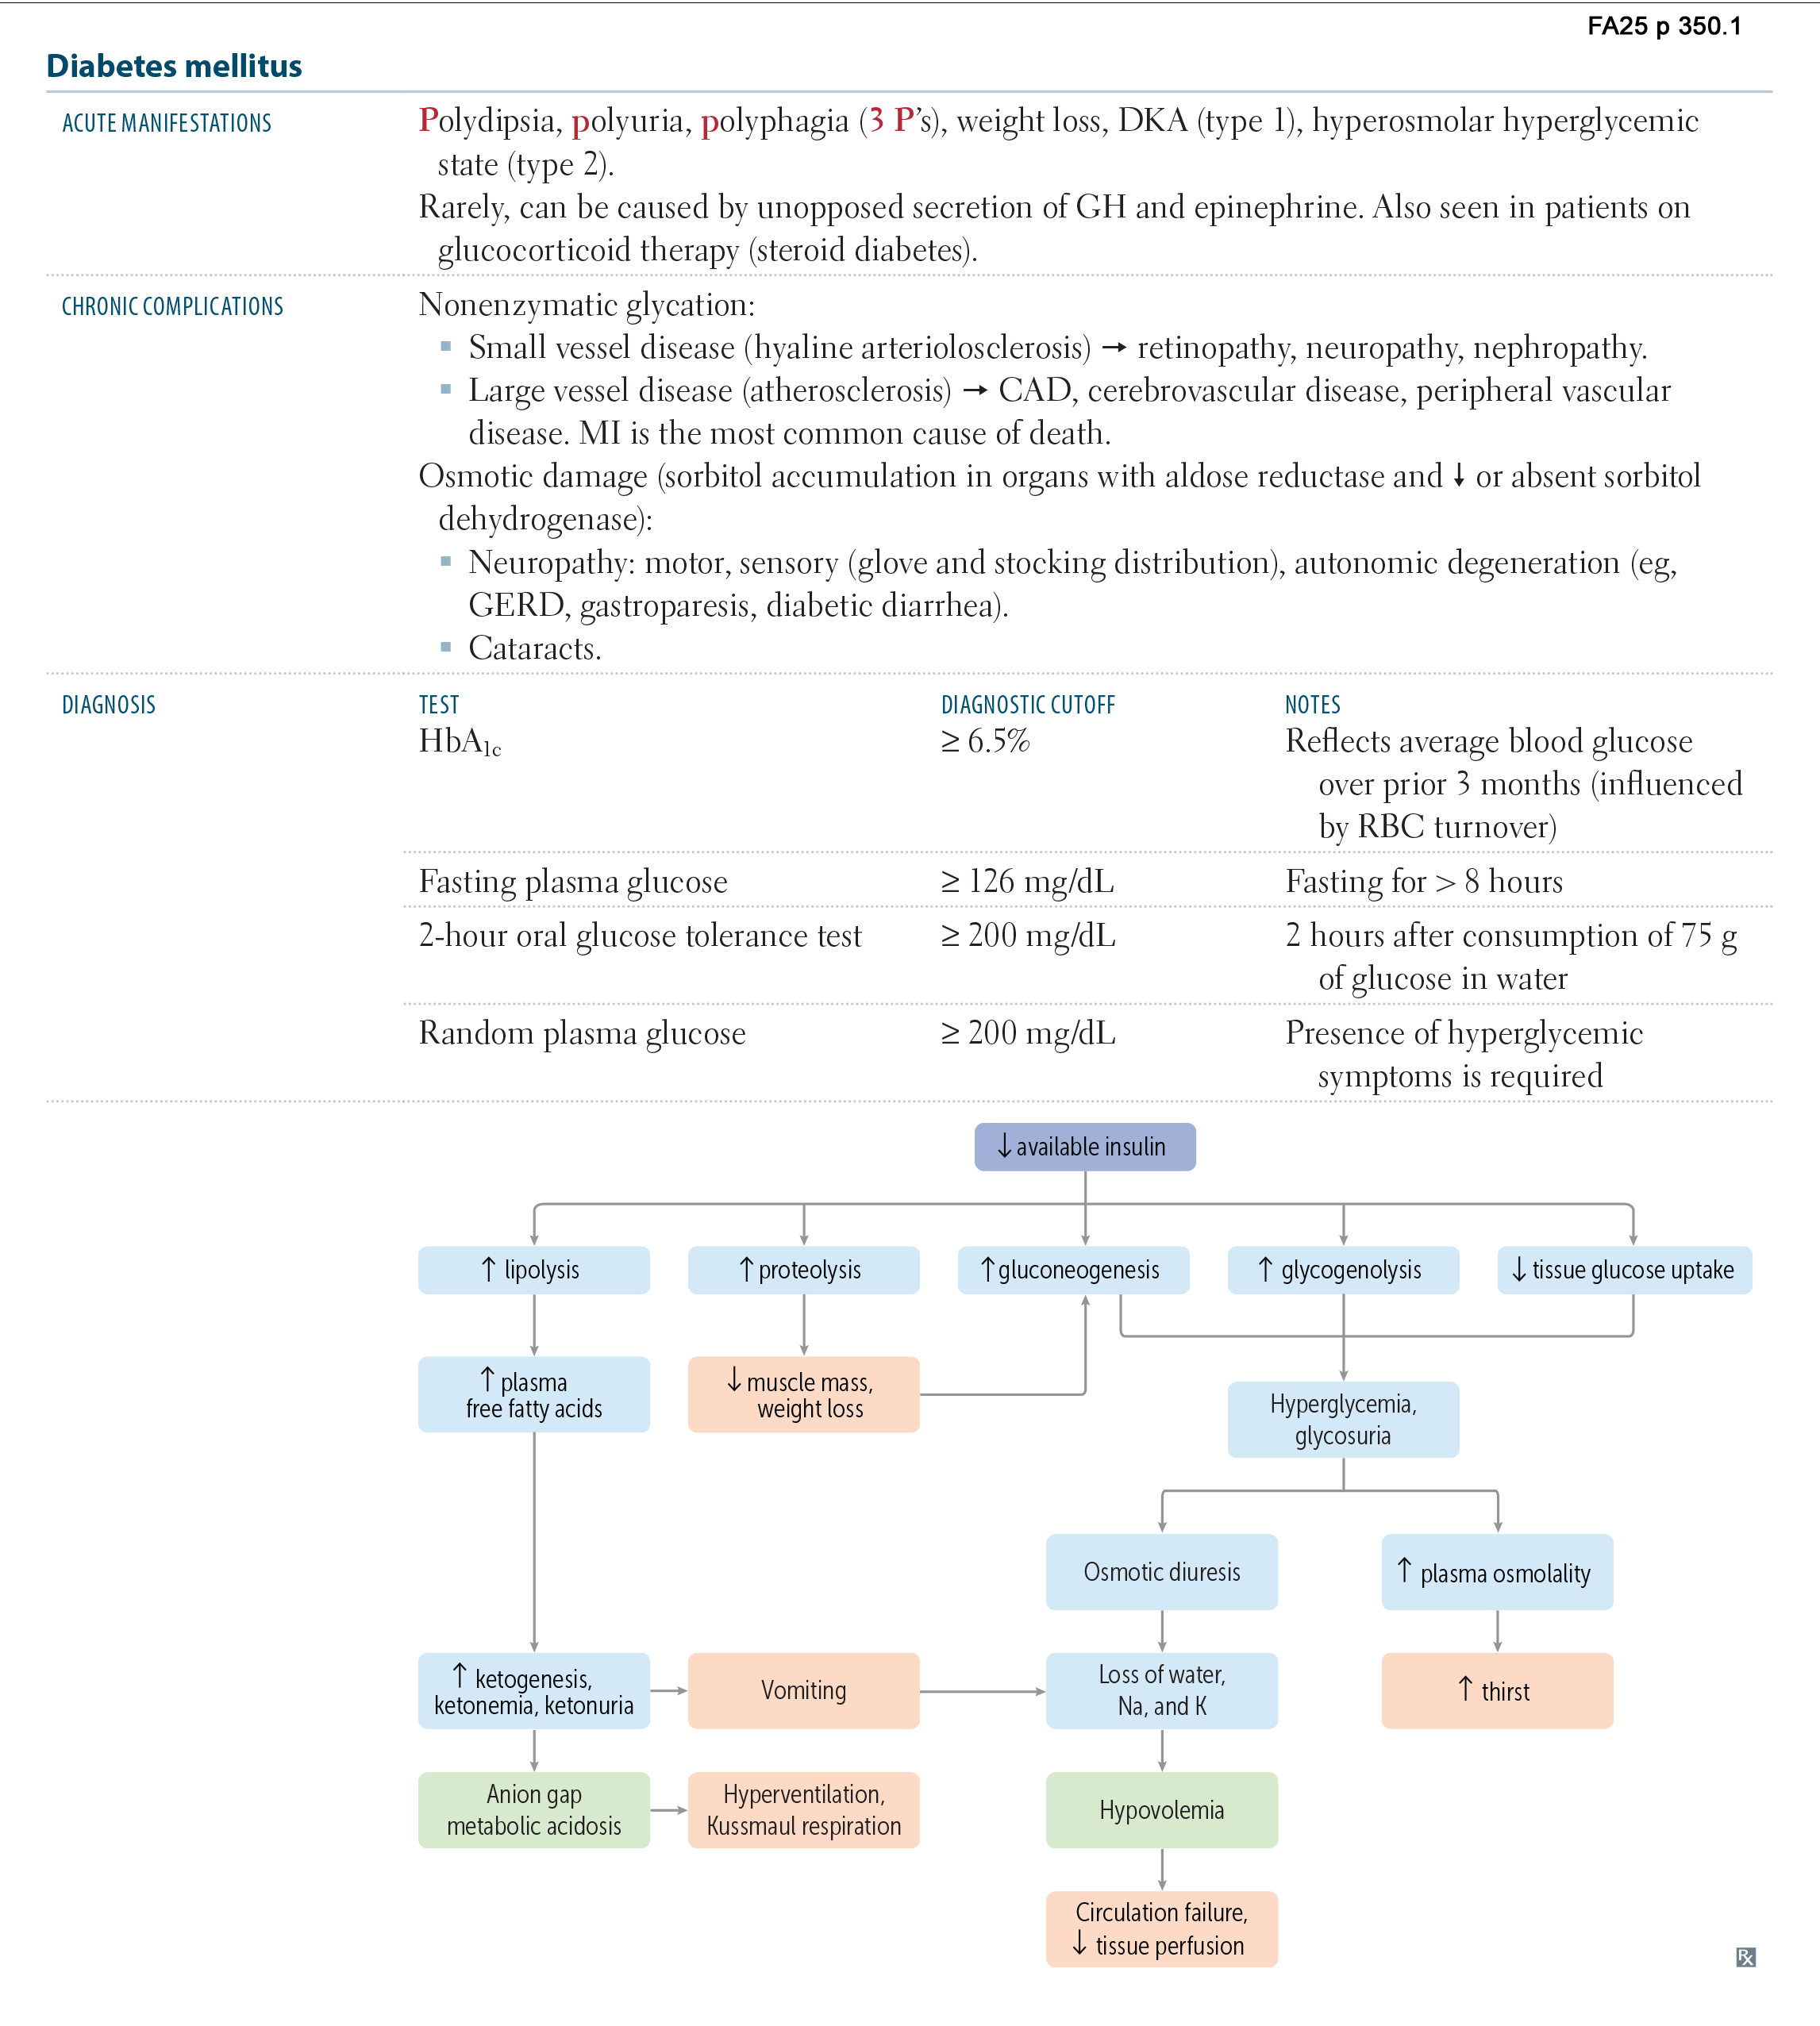 FA25 p 350.1
Diabetes mellitus
ACUTE MANIFESTATIONS
Polydipsia, polyuria, polyphagia (3 P's), weight loss, DKA (type 1), hyperosmolar hyperglycemic
state (type 2).
Rarely, can be caused by unopposed secretion of GH and epinephrine. Also seen in patients on
glucocorticoid therapy (steroid diabetes).
CHRONIC COMPLICATIONS
Nonenzymatic glycation:
▪ Small vessel disease (hyaline arteriolosclerosis) → retinopathy, neuropathy, nephropathy.
▪ Large vessel disease (atherosclerosis) → CAD, cerebrovascular disease, peripheral vascular
disease. MI is the most common cause of death.
Osmotic damage (sorbitol accumulation in organs with aldose reductase and ↓ or absent sorbitol
dehydrogenase):
▪ Neuropathy: motor, sensory (glove and stocking distribution), autonomic degeneration (eg,
GERD, gastroparesis, diabetic diarrhea).
▪ Cataracts.
DIAGNOSIS
TEST DIAGNOSTIC CUTOFF NOTES
HbA1c ≥ 6.5% Reflects average blood glucose
over prior 3 months (influenced
by RBC turnover)
Fasting plasma glucose ≥ 126 mg/dL Fasting for > 8 hours
2-hour oral glucose tolerance test ≥ 200 mg/dL 2 hours after consumption of 75 g
of glucose in water
Random plasma glucose ≥ 200 mg/dL Presence of hyperglycemic
symptoms is required
↓ available insulin
↑ lipolysis
↑ proteolysis
↑ gluconeogenesis
↑ glycogenolysis
↓ tissue glucose uptake
↑ plasma
free fatty acids
↓ muscle mass,
weight loss
Hyperglycemia,
glycosuria
Osmotic diuresis
↑ plasma osmolality
↑ ketogenesis,
ketonemia, ketonuria
Vomiting
Loss of water,
Na, and K
↑ thirst
Anion gap
metabolic acidosis
Hyperventilation,
Kussmaul respiration
Hypovolemia
Circulation failure,
↓ tissue perfusion
Rx